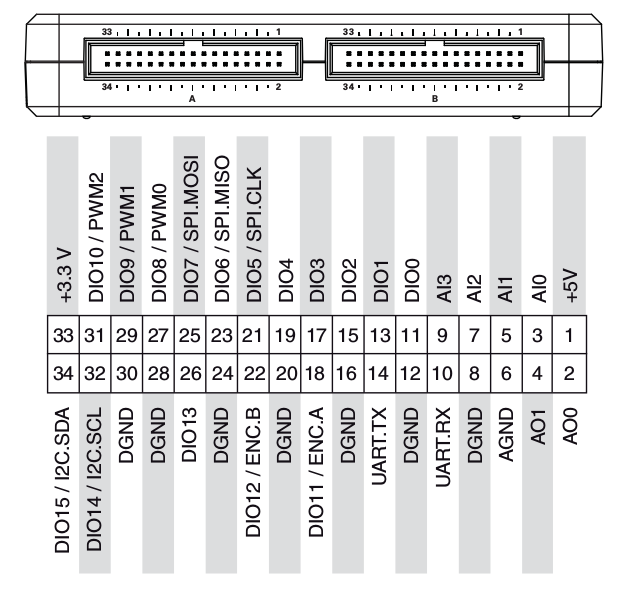 33 1 33 1
34 2 34 2
A B
+3.3 V
DIO10 / PWM2
DIO9 / PWM1
DIO8 / PWM0
DIO7 / SPI.MOSI
DIO6 / SPI.MISO
DIO5 / SPI.CLK
DIO4
DIO3
DIO2
DIO1
DIO0
AI3
AI2
AI1
AI0
+5V
33 31 29 27 25 23 21 19 17 15 13 11 9 7 5 3 1
34 32 30 28 26 24 22 20 18 16 14 12 10 8 6 4 2
DIO15 / I2C.SDA
DIO14 / I2C.SCL
DGND
DGND
DIO13
DGND
DIO12 / ENC.B
DGND
DIO11 / ENC.A
DGND
UART.TX
DGND
UART.RX
DGND
AGND
AO1
AO0